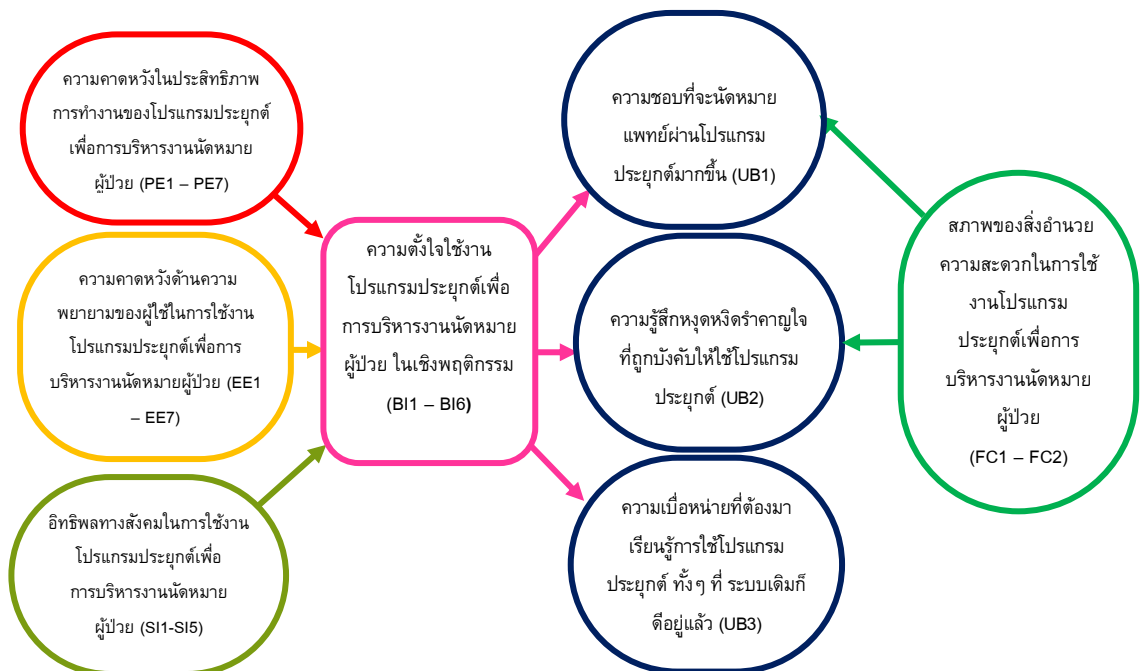 ความคาดหวังในประสิทธิภาพ
การทำงานของโปรแกรมประยุกต์
เพื่อการบริหารงานนัดหมาย
ผู้ป่วย (PE1 – PE7)
ความคาดหวังด้านความ
พยายามของผู้ใช้ในการใช้งาน
โปรแกรมประยุกต์เพื่อการ
บริหารงานนัดหมายผู้ป่วย (EE1
– EE7)
อิทธิพลทางสังคมในการใช้งาน
โปรแกรมประยุกต์เพื่อ
การบริหารงานนัดหมาย
ผู้ป่วย (SI1-SI5)
ความตั้งใจใช้งาน
โปรแกรมประยุกต์เพื่อ
การบริหารงานนัดหมาย
ผู้ป่วย ในเชิงพฤติกรรม
(BI1 – BI6)
ความชอบที่จะนัดหมาย
แพทย์ผ่านโปรแกรม
ประยุกต์มากขึ้น (UB1)
ความรู้สึกหงุดหงิดรำคาญใจ
ที่ถูกบังคับให้ใช้โปรแกรม
ประยุกต์ (UB2)
ความเบื่อหน่ายที่ต้องมา
เรียนรู้การใช้โปรแกรม
ประยุกต์ ทั้งๆ ที่ ระบบเดิมก็
ดีอยู่แล้ว (UB3)
สภาพของสิ่งอำนวย
ความสะดวกในการใช้
งานโปรแกรม
ประยุกต์เพื่อการ
บริหารงานนัดหมาย
ผู้ป่วย
(FC1 – FC2)